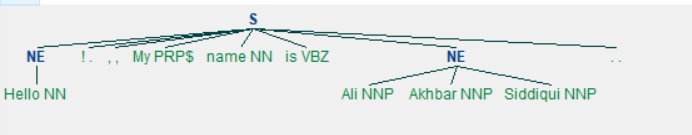 S
NE ! . , , My PRP$ name NN is VBZ NE . .
Hello NN Ali NNP Akhbar NNP Siddiqui NNP